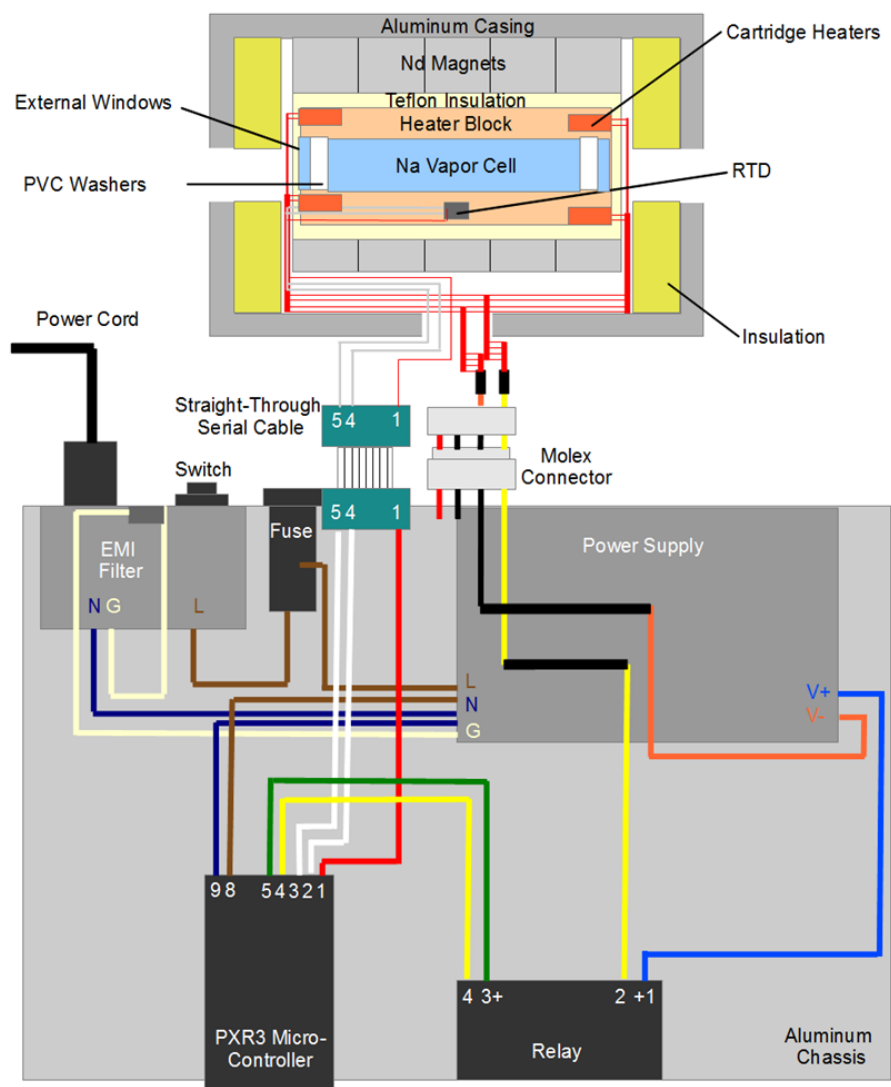 Aluminum Casing
Cartridge Heaters
Nd Magnets
External Windows
Teflon Insulation
Heater Block
Na Vapor Cell
PVC Washers
RTD
Power Cord
Insulation
Straight-Through
Serial Cable
5 4 1
Switch
Molex
Connector
5 4 1
Fuse
EMI
Filter
Power Supply
N G L
L
N
G
V+
V-
9 8 5 4 3 2 1
4 3+ 2 +1
PXR3 Micro-
Controller
Relay
Aluminum
Chassis